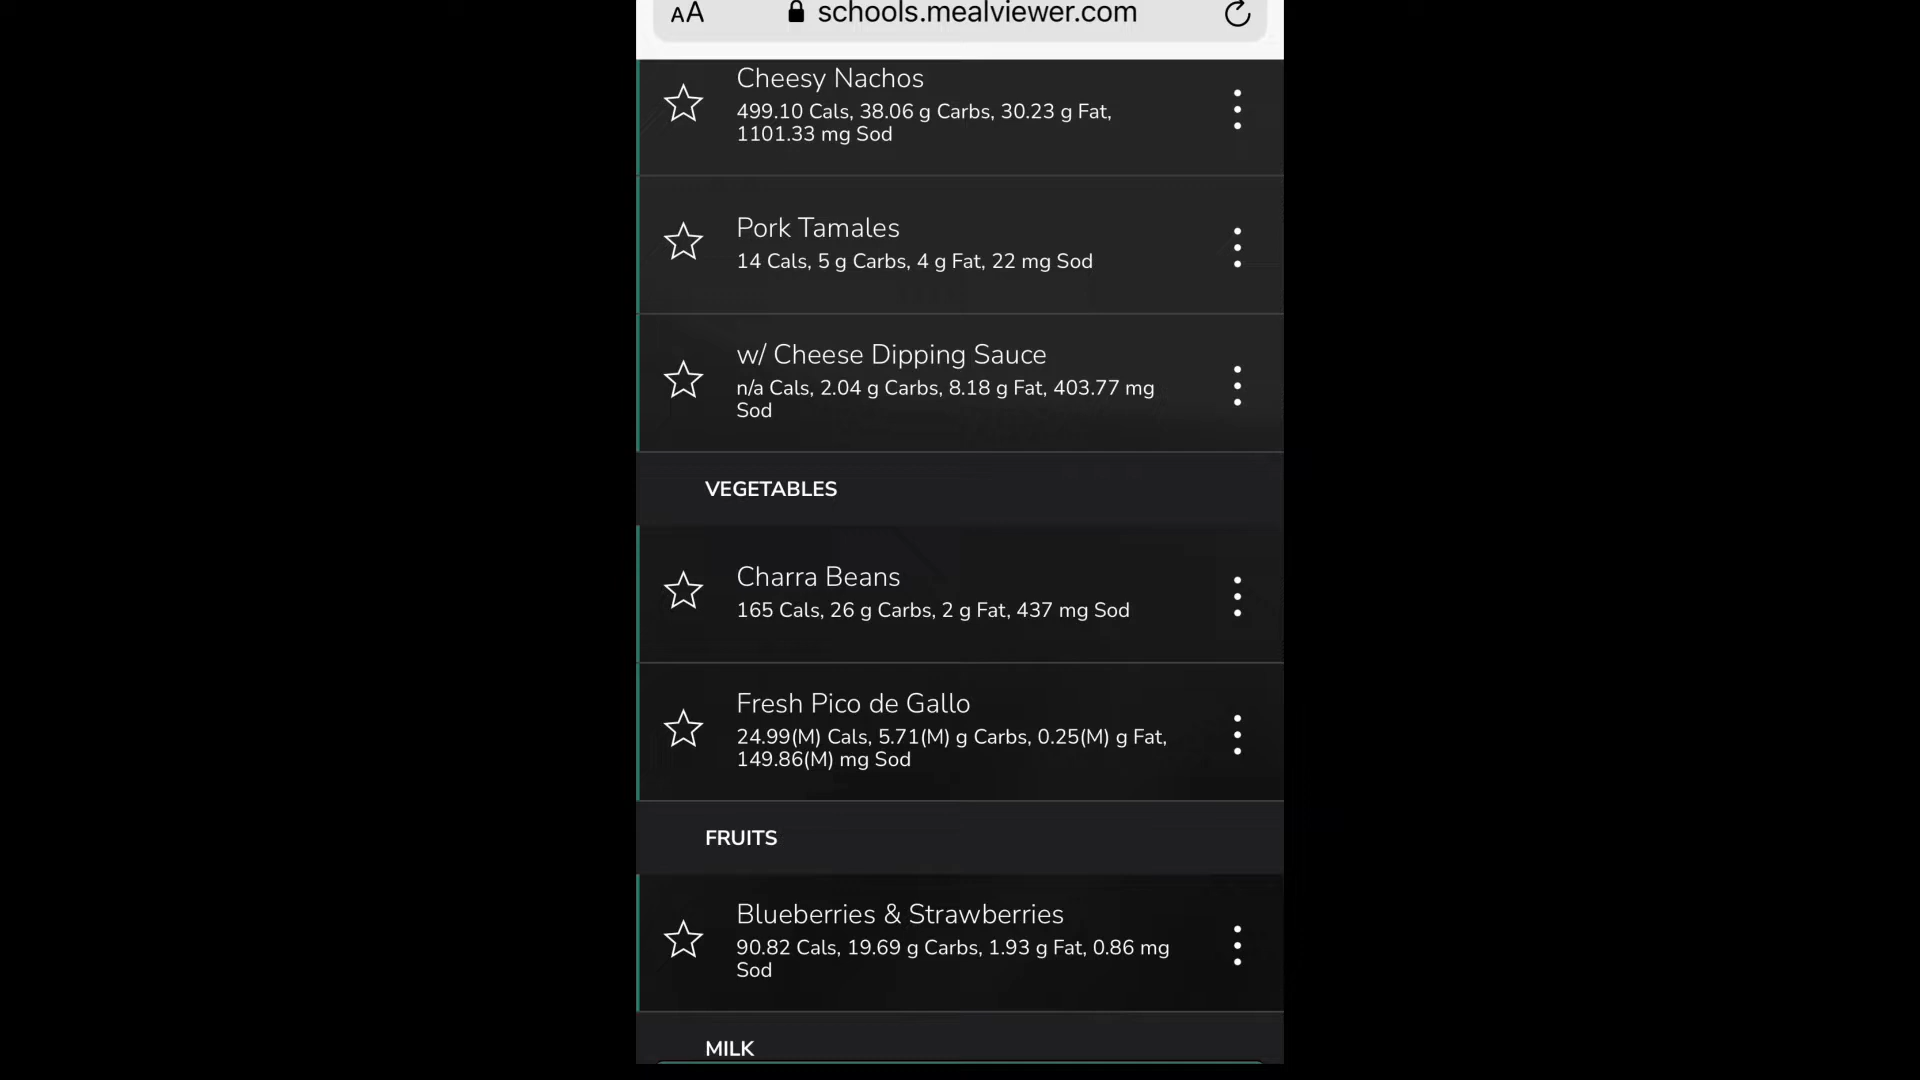 AA schools.mealviewer.com
Cheesy Nachos
499.10 Cals, 38.06 g Carbs, 30.23 g Fat,
1101.33 mg Sod
Pork Tamales
14 Cals, 5 g Carbs, 4 g Fat, 22 mg Sod
w/ Cheese Dipping Sauce
n/a Cals, 2.04 g Carbs, 8.18 g Fat, 403.77 mg
Sod
VEGETABLES
Charra Beans
165 Cals, 26 g Carbs, 2 g Fat, 437 mg Sod
Fresh Pico de Gallo
24.99(M) Cals, 5.71(M) g Carbs, 0.25(M) g Fat,
149.86(M) mg Sod
FRUITS
Blueberries & Strawberries
90.82 Cals, 19.69 g Carbs, 1.93 g Fat, 0.86 mg
Sod
MILK